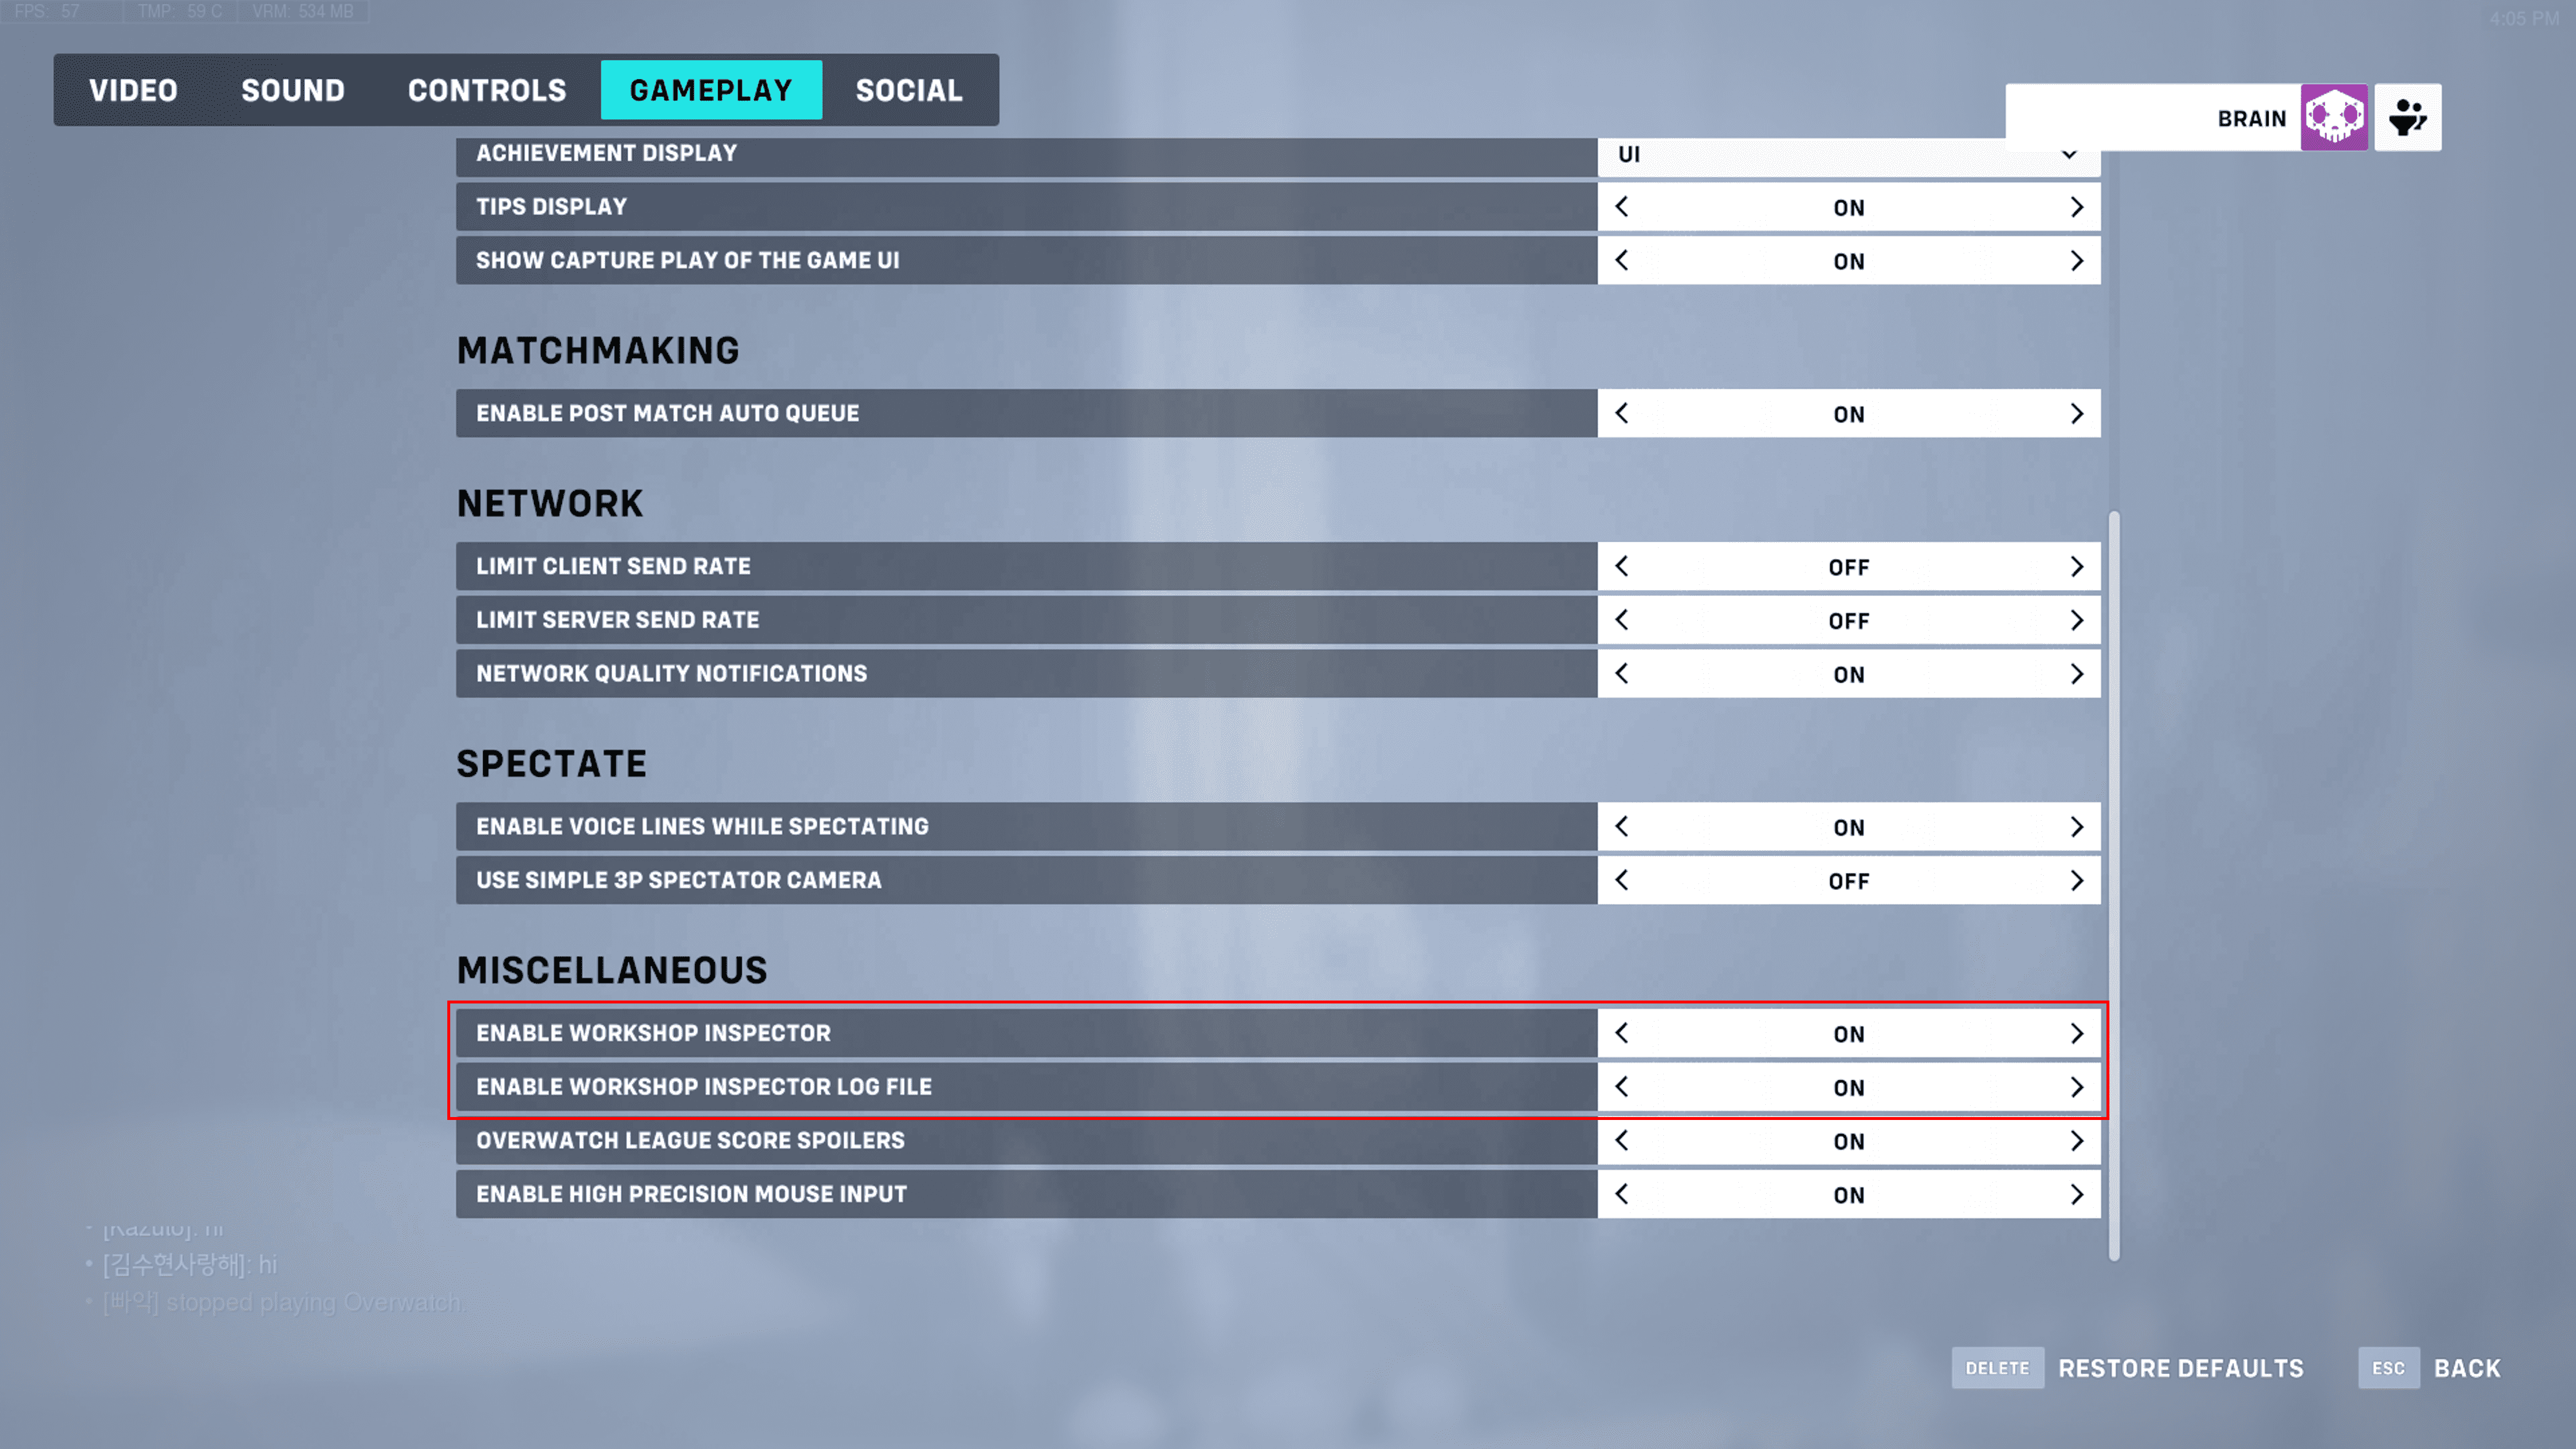 FPS: 57 TMP: 59 C VRM: 534 MB 4:05 PM
VIDEO SOUND CONTROLS GAMEPLAY SOCIAL
BRAIN
ACHIEVEMENT DISPLAY UI
TIPS DISPLAY ON
SHOW CAPTURE PLAY OF THE GAME UI ON
MATCHMAKING
ENABLE POST MATCH AUTO QUEUE ON
NETWORK
LIMIT CLIENT SEND RATE OFF
LIMIT SERVER SEND RATE OFF
NETWORK QUALITY NOTIFICATIONS ON
SPECTATE
ENABLE VOICE LINES WHILE SPECTATING ON
USE SIMPLE 3P SPECTATOR CAMERA OFF
MISCELLANEOUS
ENABLE WORKSHOP INSPECTOR ON
ENABLE WORKSHOP INSPECTOR LOG FILE ON
OVERWATCH LEAGUE SCORE SPOILERS ON
ENABLE HIGH PRECISION MOUSE INPUT ON
• [Kazuto]: hi
• [김수현사랑해]: hi
• [빠악] stopped playing Overwatch.
DELETE RESTORE DEFAULTS ESC BACK